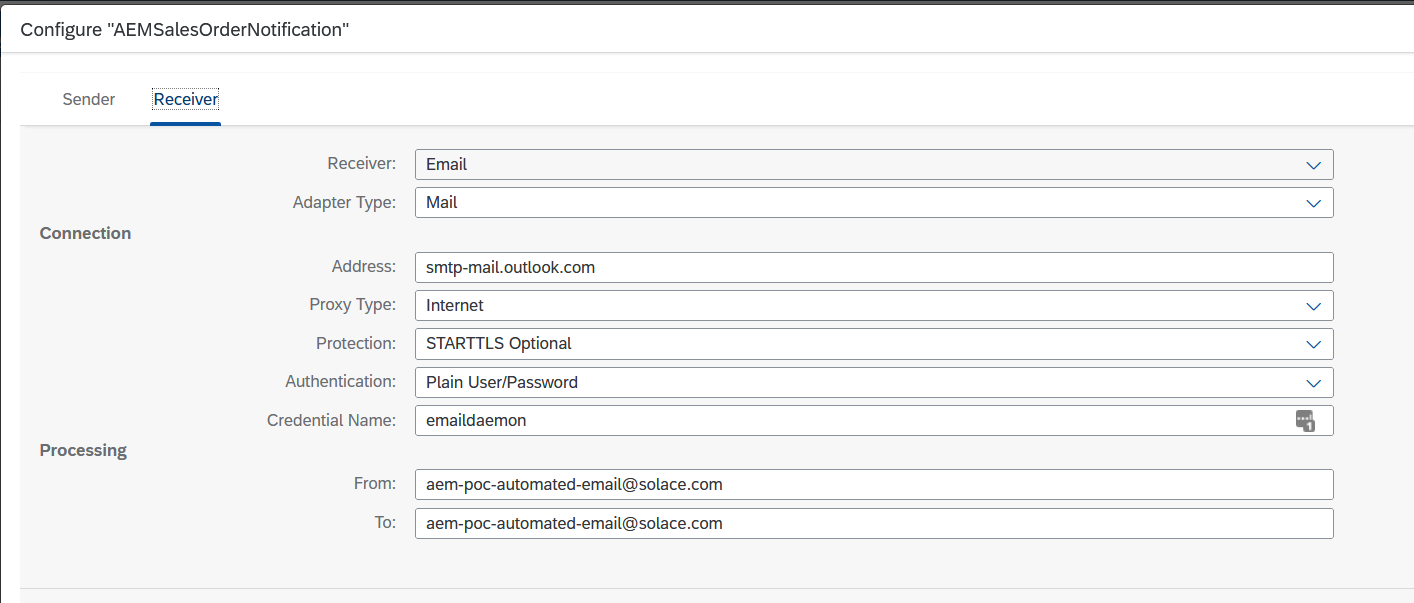 Configure "AEMSalesOrderNotification"
Sender Receiver
Receiver: Email
Adapter Type: Mail
Connection
Address: smtp-mail.outlook.com
Proxy Type: Internet
Protection: STARTTLS Optional
Authentication: Plain User/Password
Credential Name: emaildaemon 1
Processing
From: aem-poc-automated-email@solace.com
To: aem-poc-automated-email@solace.com